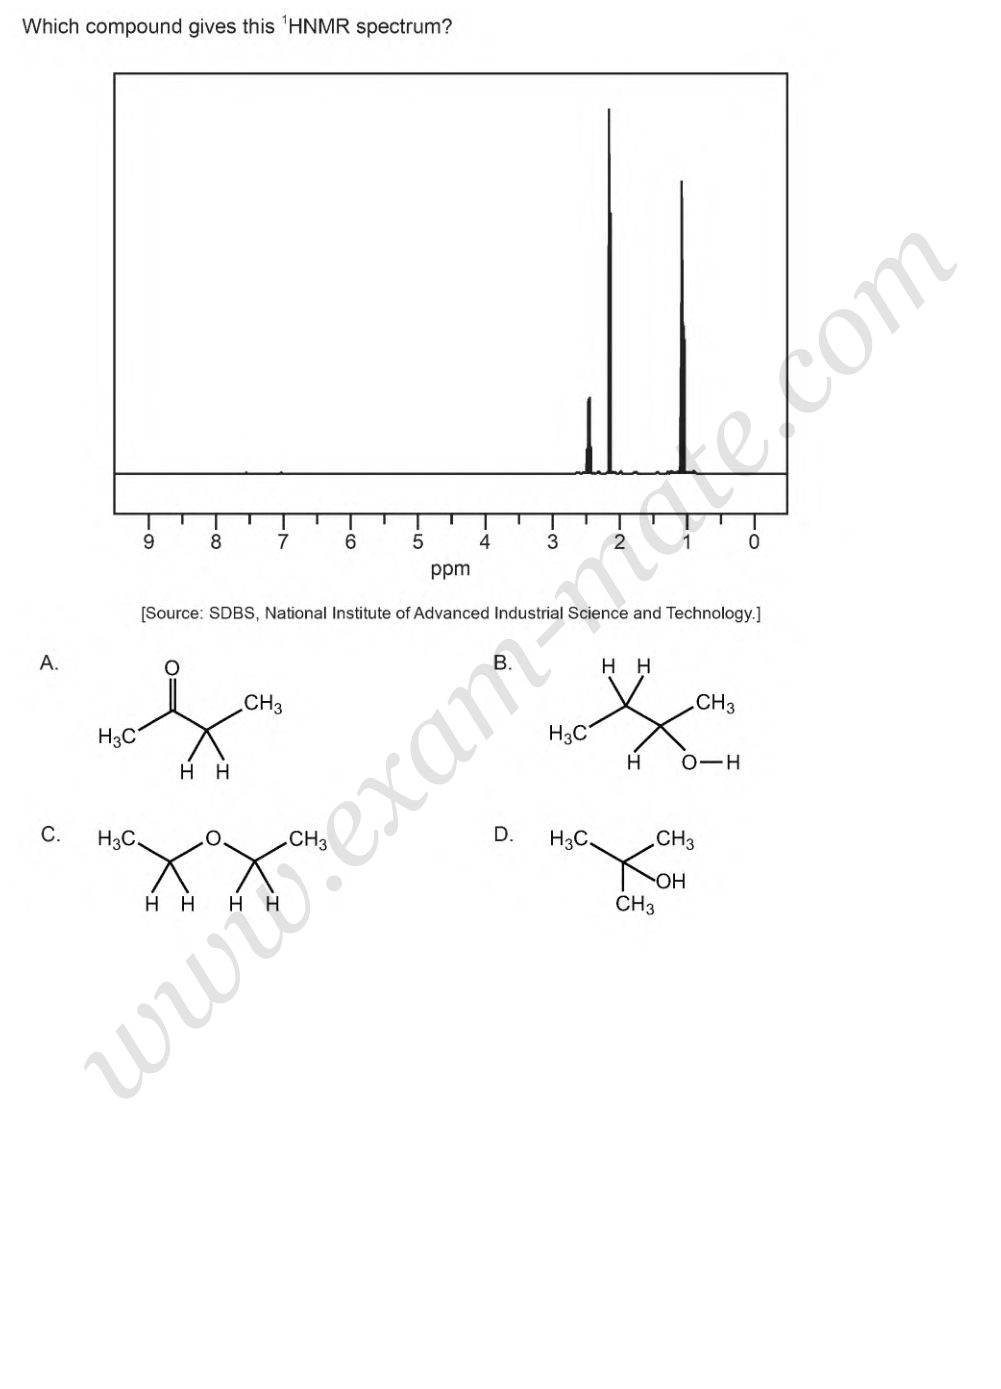 Which compound gives this ¹HNMR spectrum?
9 8 7 6 5 4 3 2 1 0
ppm
[Source: SDBS, National Institute of Advanced Industrial Science and Technology.]
A.
O
CH₃
H₃C
H H
B.
H H
CH₃
H₃C
H O—H
C.
H₃C O CH₃
H H H H
D.
H₃C CH₃
OH
CH₃
www.exam-mate.com